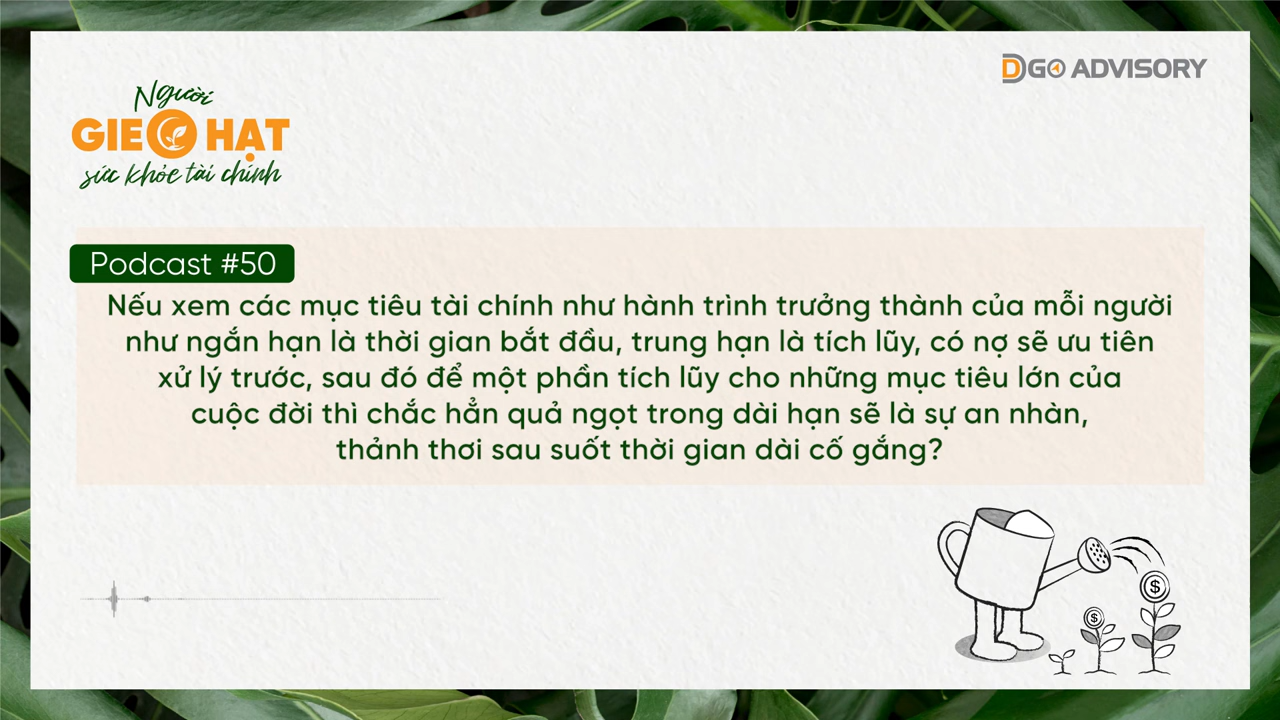 Người
GIEO HẠT
sức khỏe tài chính
DGO ADVISORY
Podcast #50
Nếu xem các mục tiêu tài chính như hành trình trưởng thành của mỗi người
như ngắn hạn là thời gian bắt đầu, trung hạn là tích lũy, có nợ sẽ ưu tiên
xử lý trước, sau đó để một phần tích lũy cho những mục tiêu lớn của
cuộc đời thì chắc hẳn quả ngọt trong dài hạn sẽ là sự an nhàn,
thảnh thơi sau suốt thời gian dài cố gắng?
$
$